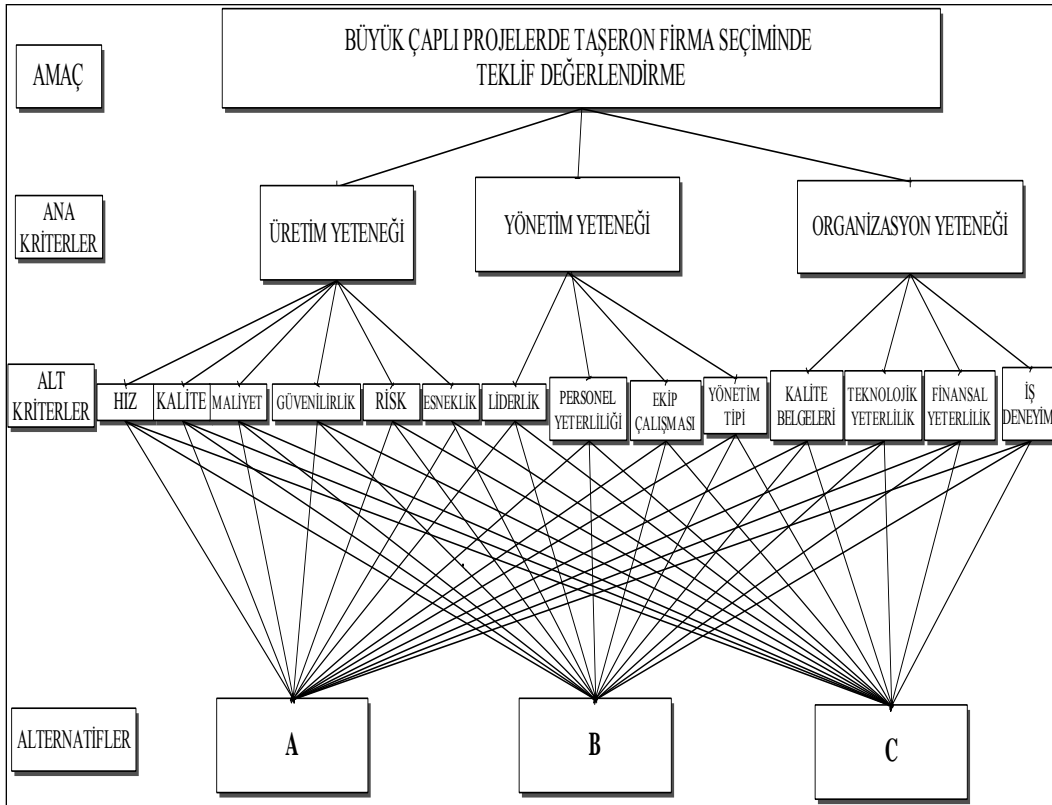 AMAÇ
BÜYÜK ÇAPLI PROJELERDE TAŞERON FİRMA SEÇİMİNDE
TEKLİF DEĞERLENDİRME
ANA
KRİTERLER
ÜRETİM YETENEĞİ
YÖNETİM YETENEĞİ
ORGANİZASYON YETENEĞİ
ALT
KRİTERLER
HIZ
KALİTE
MALİYET
GÜVENİLİRLİK
RİSK
ESNEKLİK
LİDERLİK
PERSONEL
YETERLİLİĞİ
EKİP
ÇALIŞMASI
YÖNETİM
TİPİ
KALİTE
BELGELERİ
TEKNOLOJİK
YETERLİLİK
FİNANSAL
YETERLİLİK
İŞ
DENEYİM
ALTERNATİFLER
A
B
C